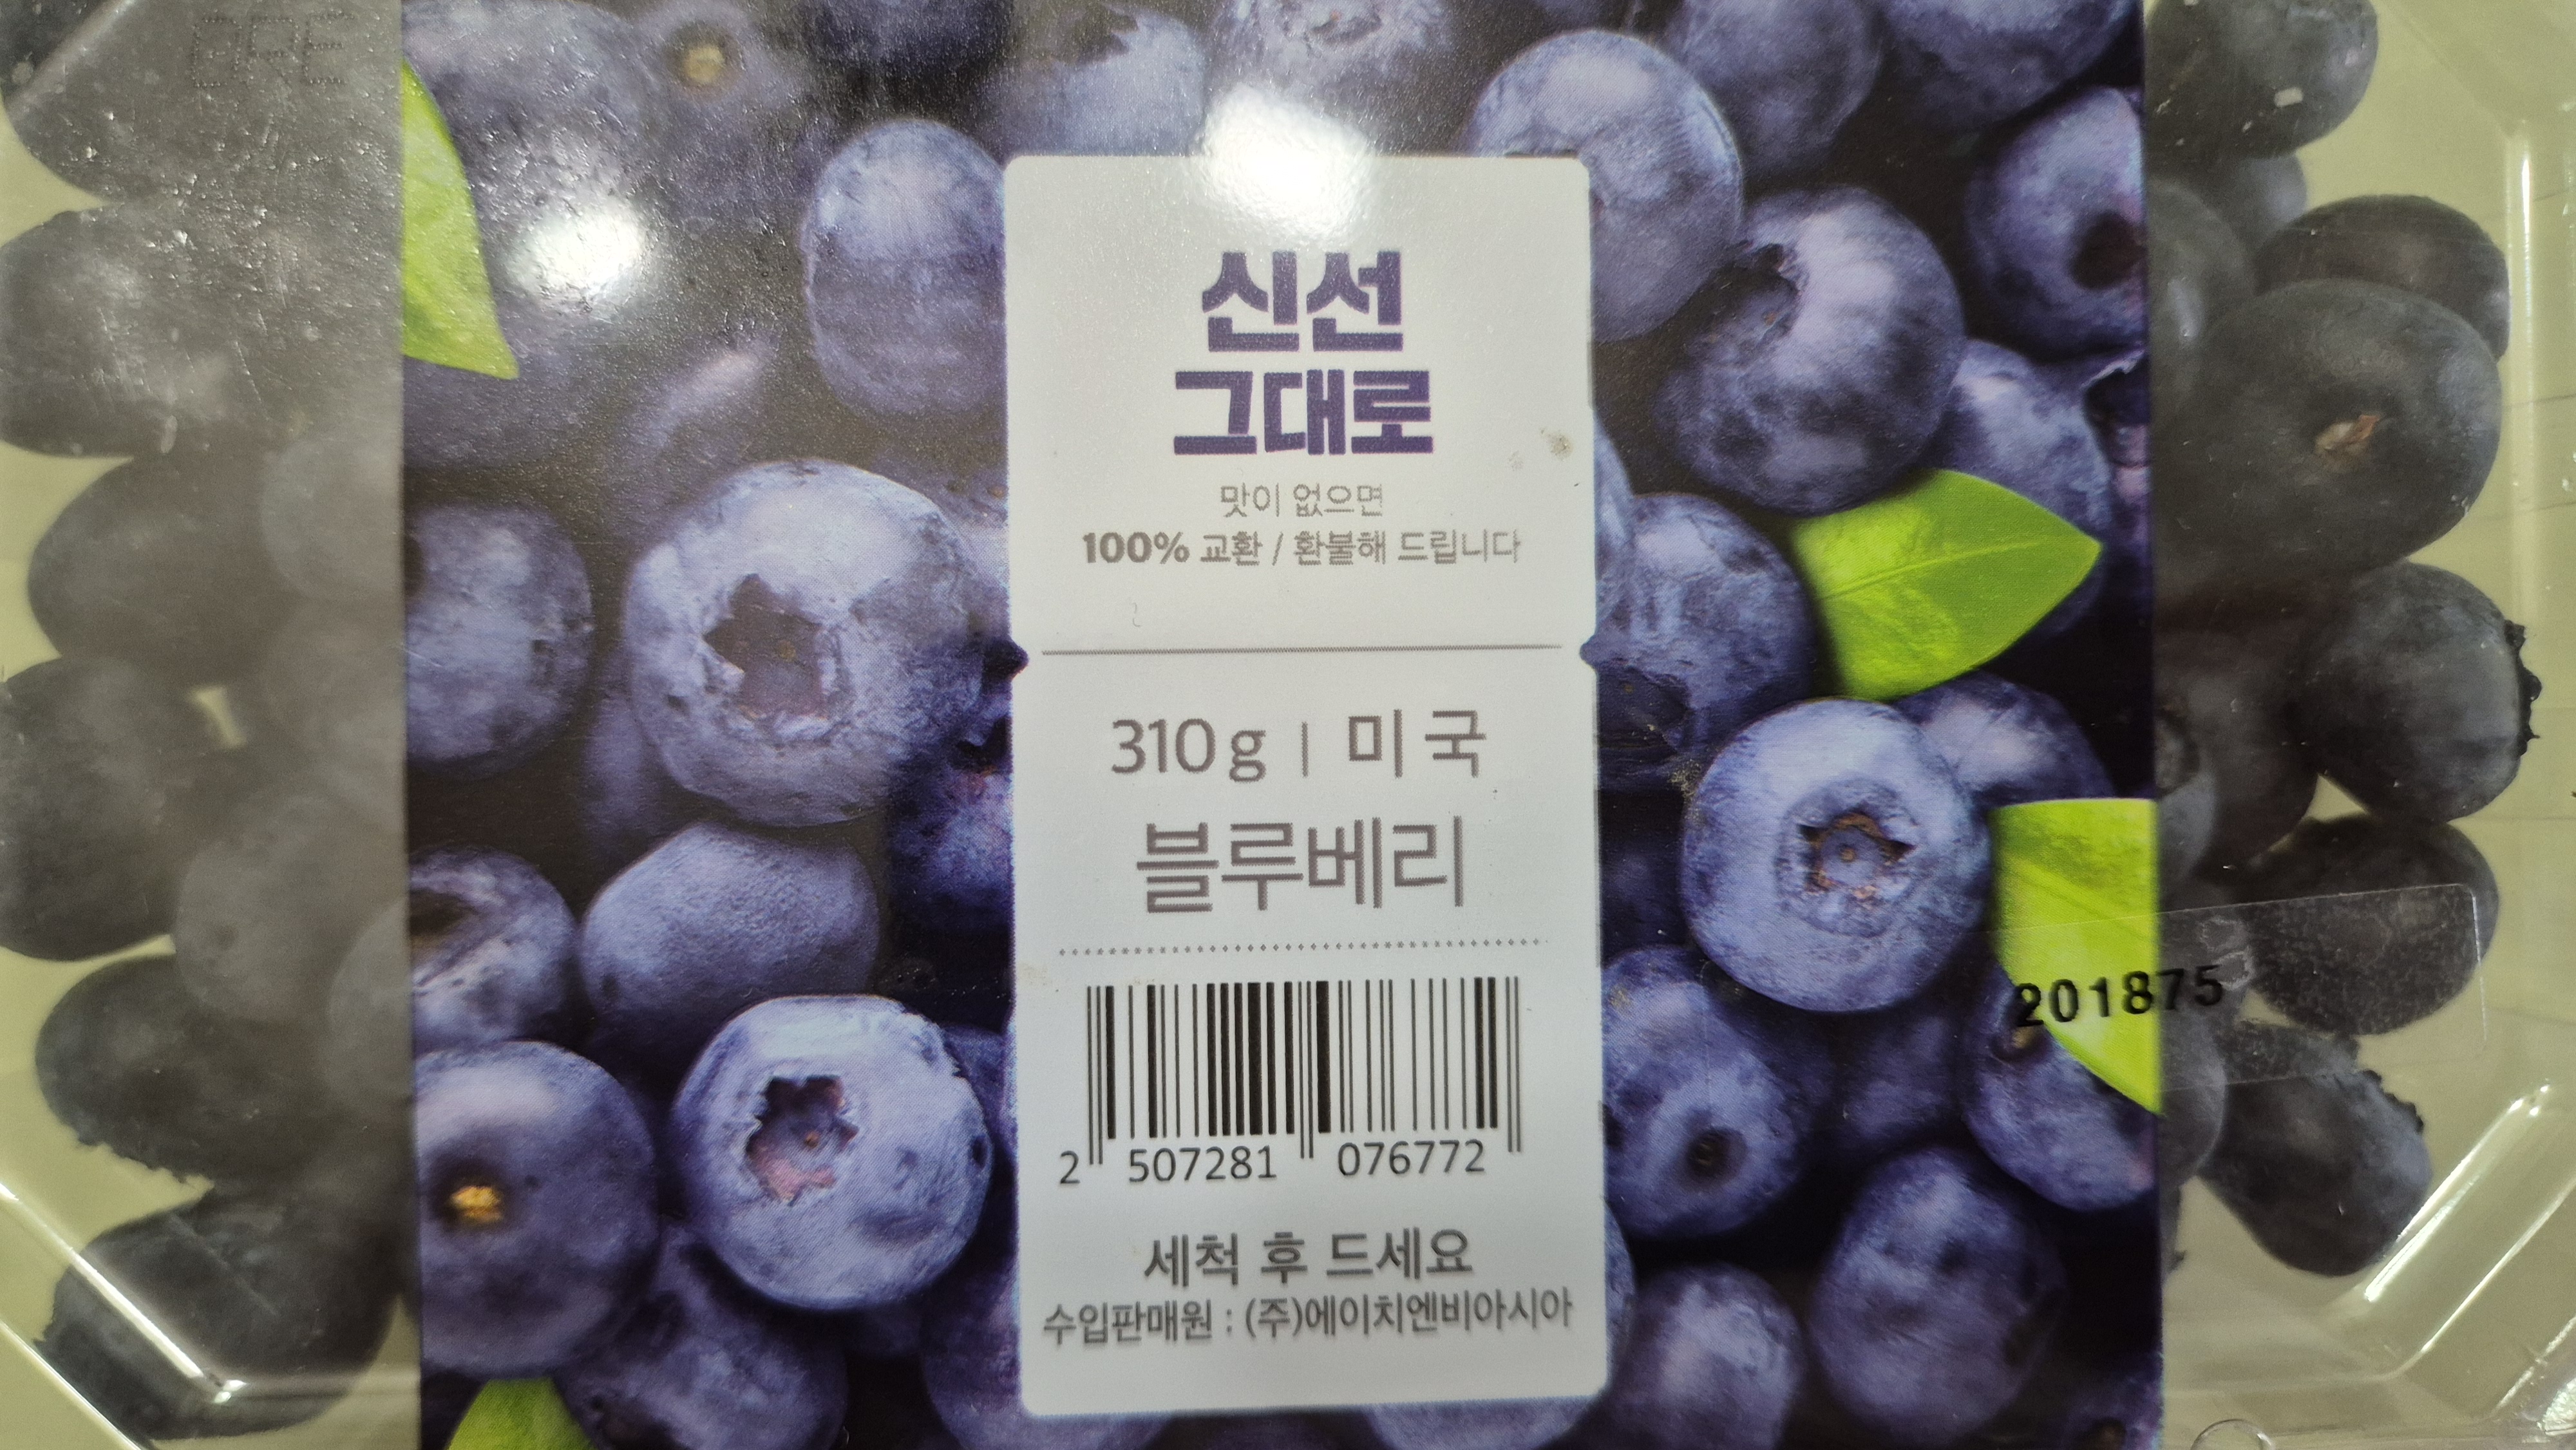 신선
그대로
맛이 없으면
100% 교환 / 환불해 드립니다
310g | 미국
블루베리
201875
2 507281 076772
세척 후 드세요
수입판매원 : (주)에이치엔비아시아